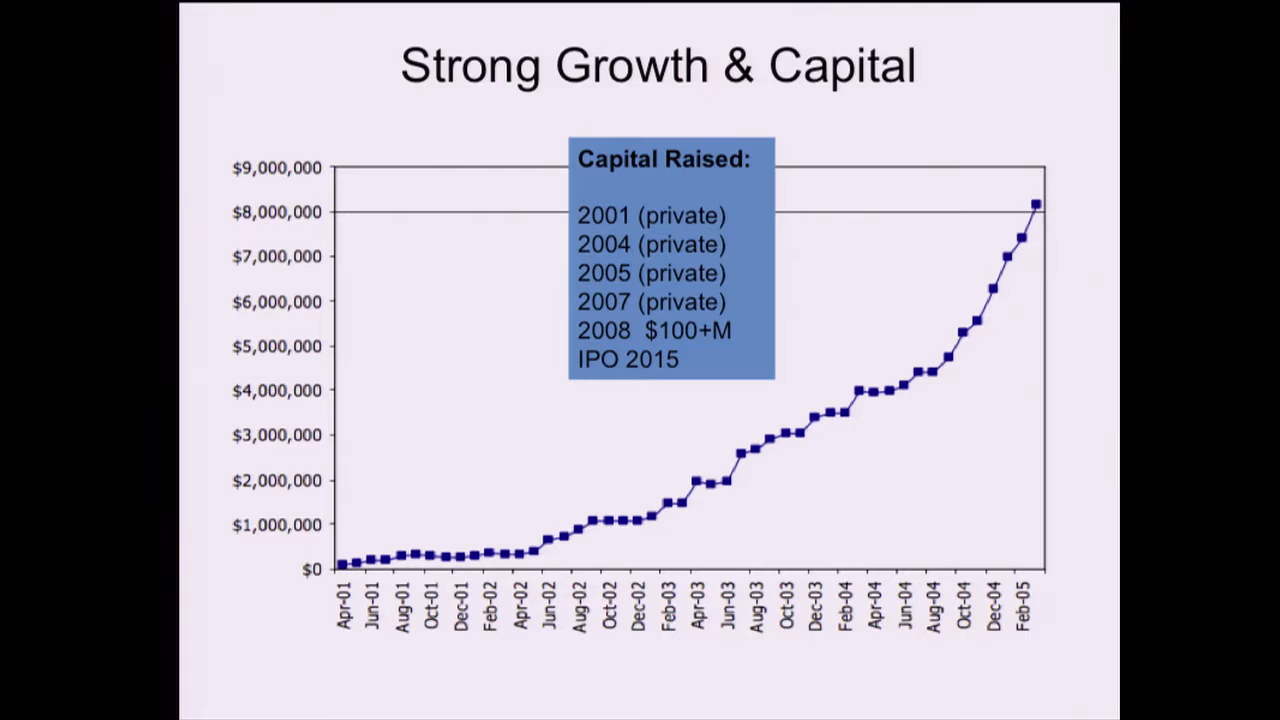 Strong Growth & Capital
Capital Raised:
2001 (private)
2004 (private)
2005 (private)
2007 (private)
2008  $100+M
IPO 2015
$9,000,000
$8,000,000
$7,000,000
$6,000,000
$5,000,000
$4,000,000
$3,000,000
$2,000,000
$1,000,000
$0
Apr-01
Jun-01
Aug-01
Oct-01
Dec-01
Feb-02
Apr-02
Jun-02
Aug-02
Oct-02
Dec-02
Feb-03
Apr-03
Jun-03
Aug-03
Oct-03
Dec-03
Feb-04
Apr-04
Jun-04
Aug-04
Oct-04
Dec-04
Feb-05